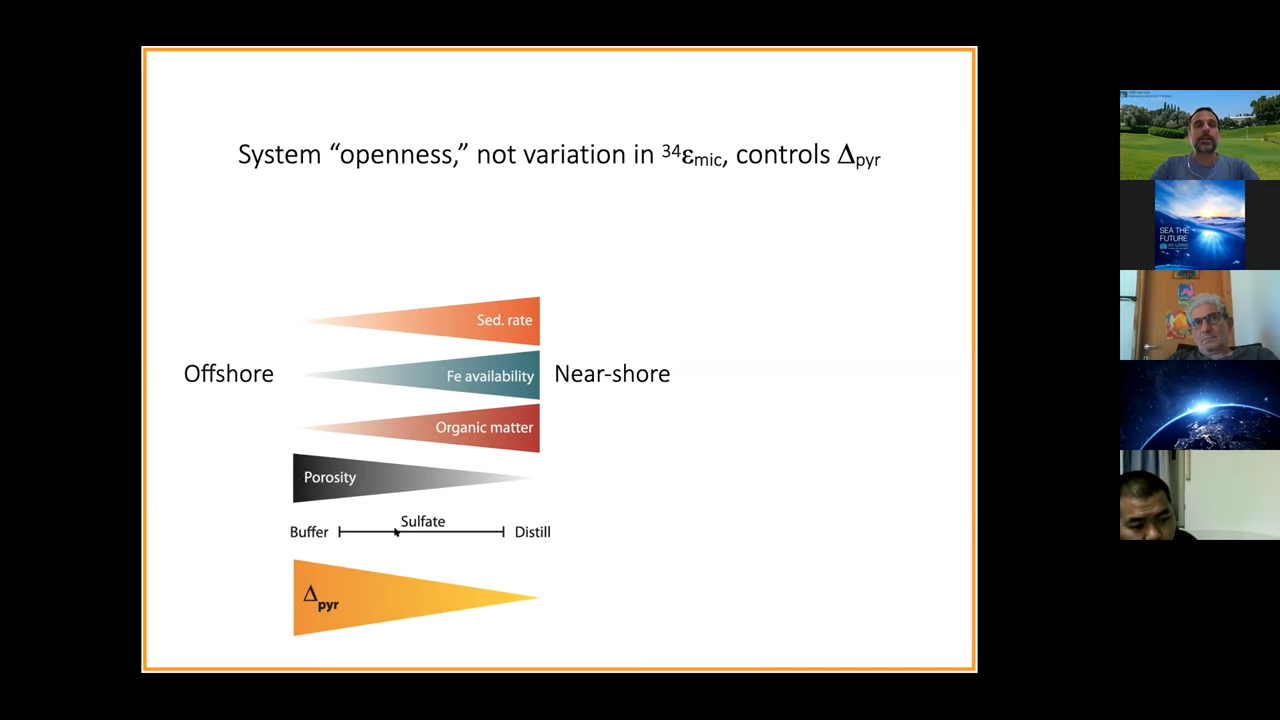 System “openness,” not variation in ³⁴εmic, controls Δpyr
Sed. rate
Offshore
Fe availability
Near-shore
Organic matter
Porosity
Sulfate
Buffer
Distill
Δpyr
SEA THE
FUTURE